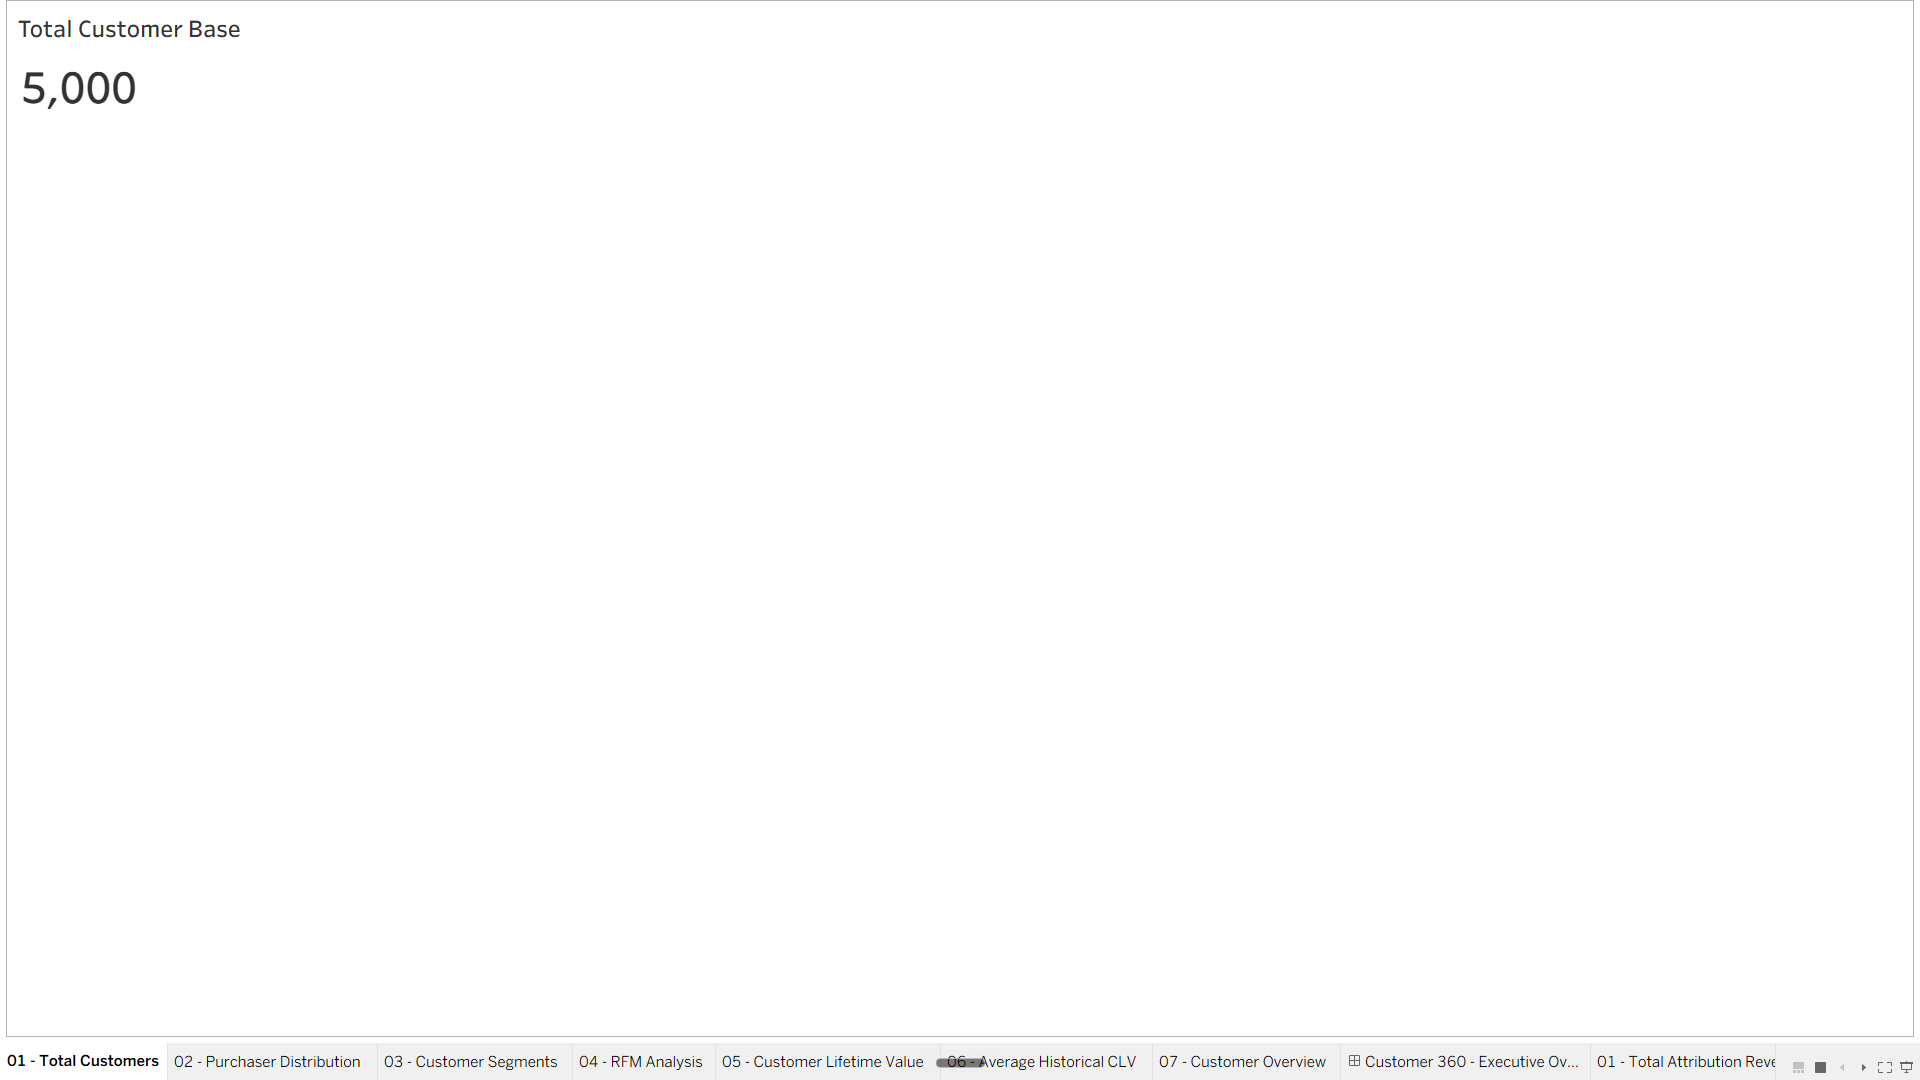 Total Customer Base
5,000
01 - Total Customers
02 - Purchaser Distribution
03 - Customer Segments
04 - RFM Analysis
05 - Customer Lifetime Value
06 - Average Historical CLV
07 - Customer Overview
Customer 360 - Executive Ov...
01 - Total Attribution Reve